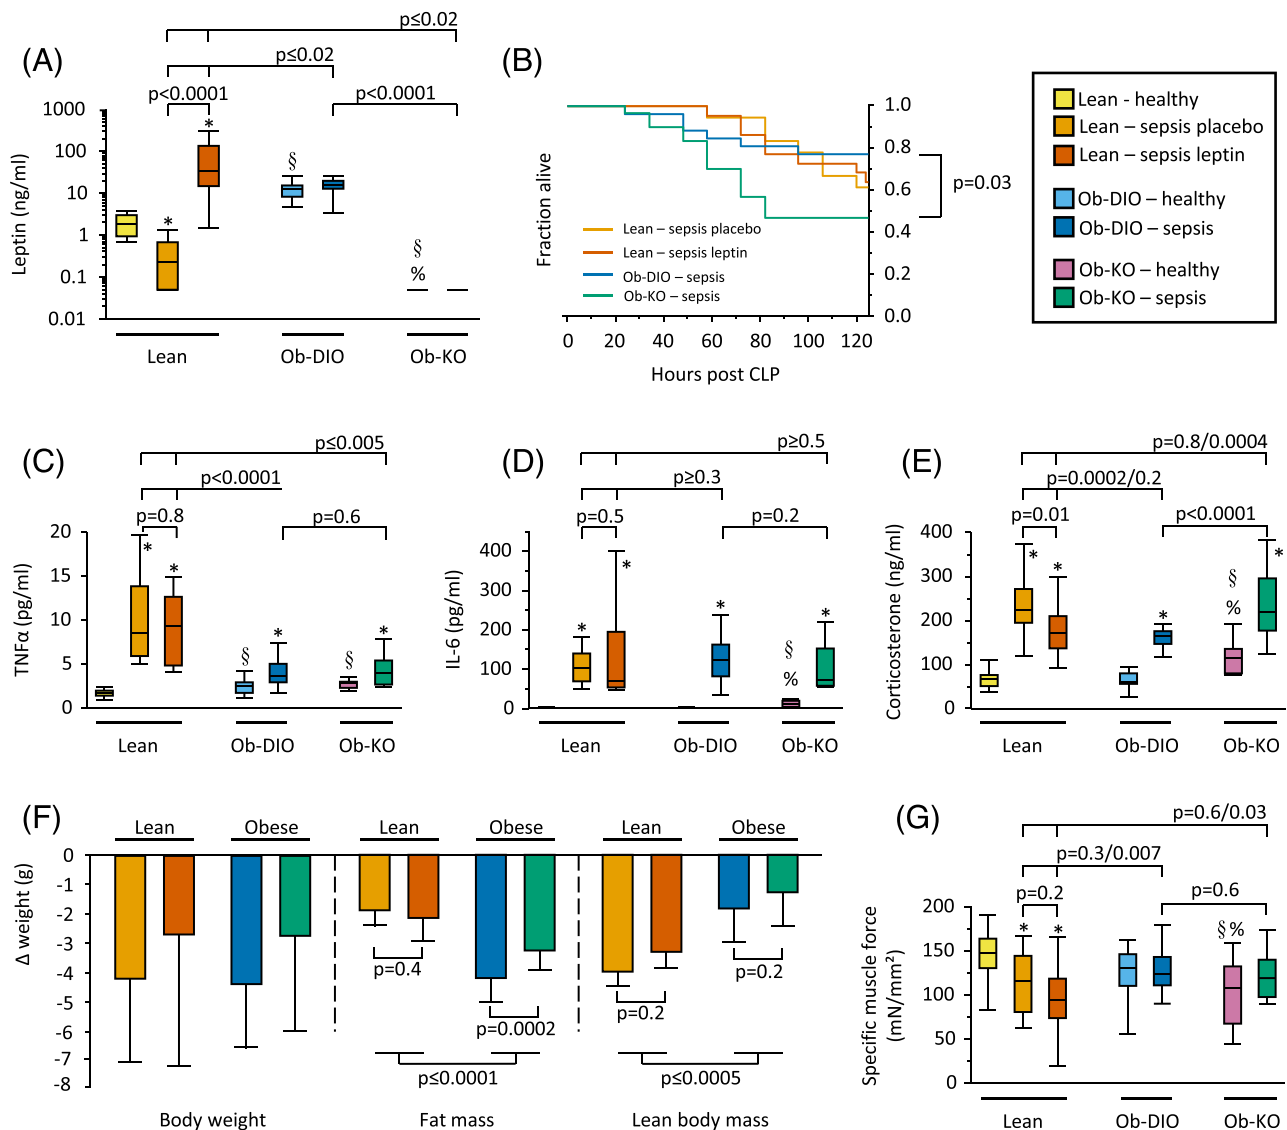 (A)
p≤0.02
p≤0.02
p<0.0001
p<0.0001
Leptin (ng/ml)
1000
100
10
1
0.1
0.01
*
*
§
§
%
Lean
Ob-DIO
Ob-KO
(B)
Fraction alive
1.0
0.8
0.6
0.4
0.2
0.0
p=0.03
Lean – sepsis placebo
Lean – sepsis leptin
Ob-DIO – sepsis
Ob-KO – sepsis
0 20 40 60 80 100 120
Hours post CLP
Lean - healthy
Lean – sepsis placebo
Lean – sepsis leptin
Ob-DIO – healthy
Ob-DIO – sepsis
Ob-KO – healthy
Ob-KO – sepsis
(C)
p≤0.005
p<0.0001
p=0.8
p=0.6
TNFα (pg/ml)
20
15
10
5
0
*
*
§
*
§
*
Lean
Ob-DIO
Ob-KO
(D)
p≥0.5
p≥0.3
p=0.5
p=0.2
IL-6 (pg/ml)
400
300
200
100
0
*
*
*
§
%
*
Lean
Ob-DIO
Ob-KO
(E)
p=0.8/0.0004
p=0.0002/0.2
p=0.01
p<0.0001
Corticosterone (ng/ml)
400
300
200
100
0
*
*
*
§
%
*
Lean
Ob-DIO
Ob-KO
(F)
Lean
Obese
Lean
Obese
Lean
Obese
Δ weight (g)
0
-1
-2
-3
-4
-5
-6
-7
-8
p=0.4
p=0.0002
p=0.2
p=0.2
p≤0.0001
p≤0.0005
Body weight
Fat mass
Lean body mass
(G)
p=0.6/0.03
p=0.3/0.007
p=0.2
p=0.6
Specific muscle force
(mN/mm²)
200
150
100
50
0
*
*
§ %
Lean
Ob-DIO
Ob-KO